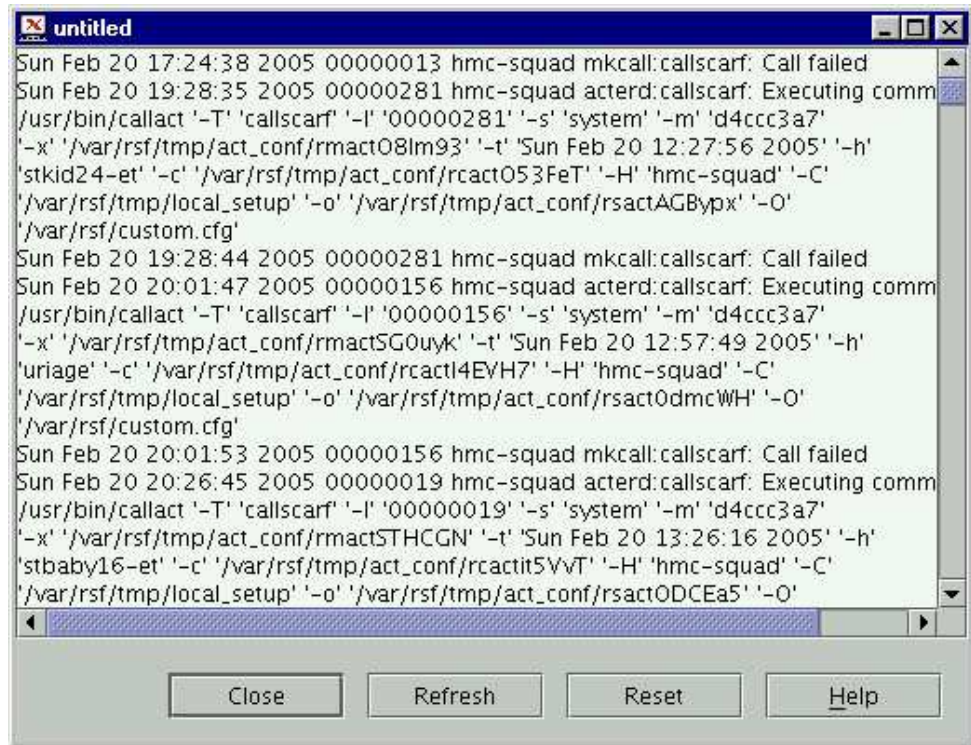 untitled
Sun Feb 20 17:24:38 2005 00000013 hmc-squad mkcall:callscarf: Call failed
Sun Feb 20 19:28:35 2005 00000281 hmc-squad acterd:callscarf: Executing comm
/usr/bin/callact '-T' 'callscarf' '-l' '00000281' '-s' 'system' '-m' 'd4ccc3a7'
'-x' '/var/rsf/tmp/act_conf/rmactO8lm93' '-t' 'Sun Feb 20 12:27:56 2005' '-h'
'stkid24-et' '-c' '/var/rsf/tmp/act_conf/rcactO53FeT' '-H' 'hmc-squad' '-C'
'/var/rsf/tmp/local_setup' '-o' '/var/rsf/tmp/act_conf/rsactAGBypx' '-O'
'/var/rsf/custom.cfg'
Sun Feb 20 19:28:44 2005 00000281 hmc-squad mkcall:callscarf: Call failed
Sun Feb 20 20:01:47 2005 00000156 hmc-squad acterd:callscarf: Executing comm
/usr/bin/callact '-T' 'callscarf' '-l' '00000156' '-s' 'system' '-m' 'd4ccc3a7'
'-x' '/var/rsf/tmp/act_conf/rmactSG0uyk' '-t' 'Sun Feb 20 12:57:49 2005' '-h'
'uriage' '-c' '/var/rsf/tmp/act_conf/rcactI4EVH7' '-H' 'hmc-squad' '-C'
'/var/rsf/tmp/local_setup' '-o' '/var/rsf/tmp/act_conf/rsact0dmcWH' '-O'
'/var/rsf/custom.cfg'
Sun Feb 20 20:01:53 2005 00000156 hmc-squad mkcall:callscarf: Call failed
Sun Feb 20 20:26:45 2005 00000019 hmc-squad acterd:callscarf: Executing comm
/usr/bin/callact '-T' 'callscarf' '-l' '00000019' '-s' 'system' '-m' 'd4ccc3a7'
'-x' '/var/rsf/tmp/act_conf/rmactSTHCGN' '-t' 'Sun Feb 20 13:26:16 2005' '-h'
'stbaby16-et' '-c' '/var/rsf/tmp/act_conf/rcactit5VvT' '-H' 'hmc-squad' '-C'
'/var/rsf/tmp/local_setup' '-o' '/var/rsf/tmp/act_conf/rsactODCEa5' '-O'
Close Refresh Reset Help